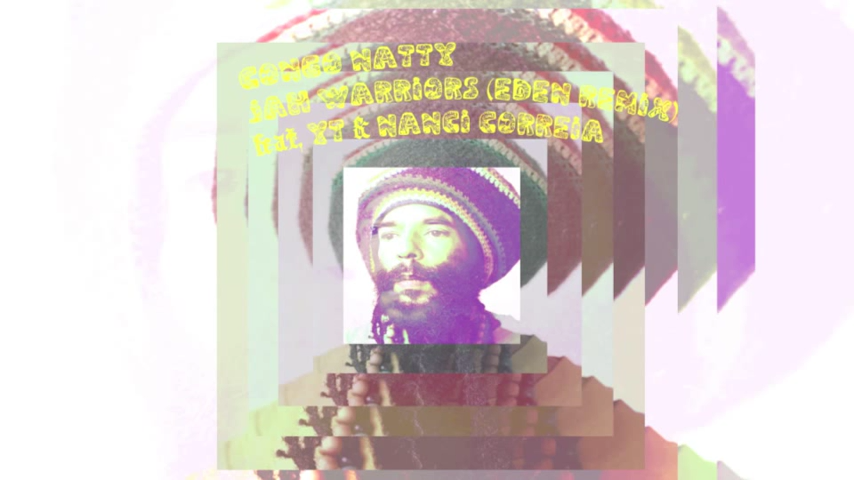 CONGO NATTY
JAH WARRiORS (EDEN REMiX)
feat. YT & NANCi CORREiA